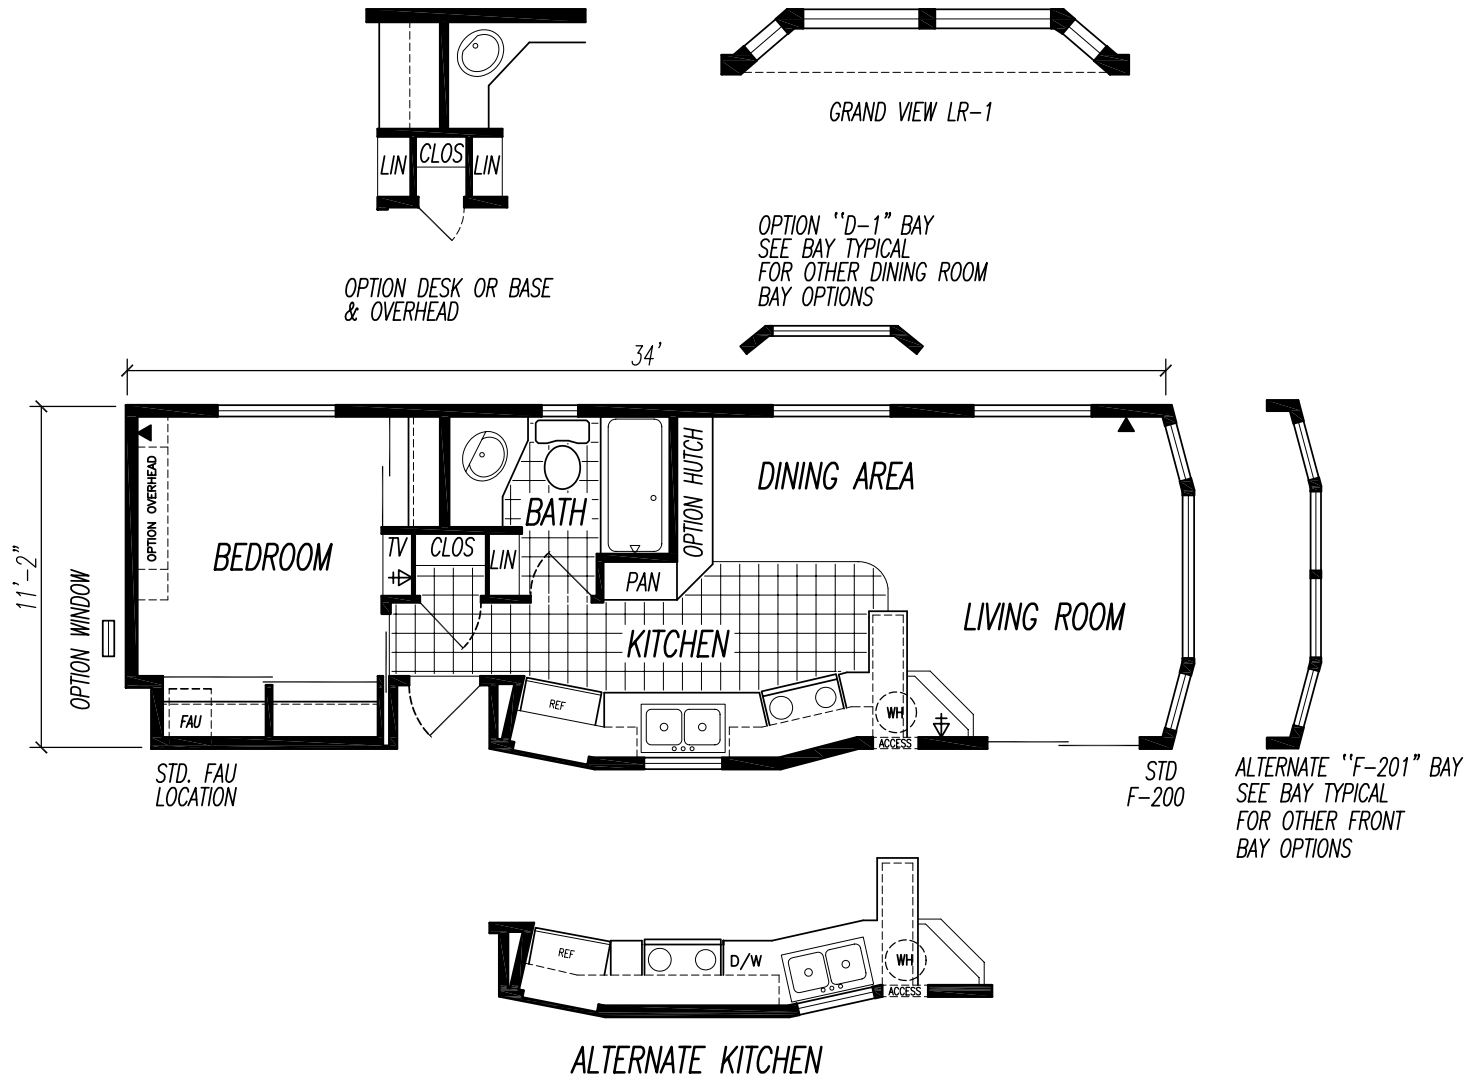 LIN
CLOS
LIN
OPTION DESK OR BASE
& OVERHEAD
GRAND VIEW LR-1
OPTION "D-1" BAY
SEE BAY TYPICAL
FOR OTHER DINING ROOM
BAY OPTIONS
34'
11'-2"
OPTION WINDOW
OPTION OVERHEAD
BEDROOM
TV
CLOS
LIN
BATH
PAN
OPTION HUTCH
DINING AREA
KITCHEN
LIVING ROOM
REF
WH
ACCESS
FAU
STD. FAU
LOCATION
STD
F-200
ALTERNATE "F-201" BAY
SEE BAY TYPICAL
FOR OTHER FRONT
BAY OPTIONS
REF
D/W
WH
ACCESS
ALTERNATE KITCHEN